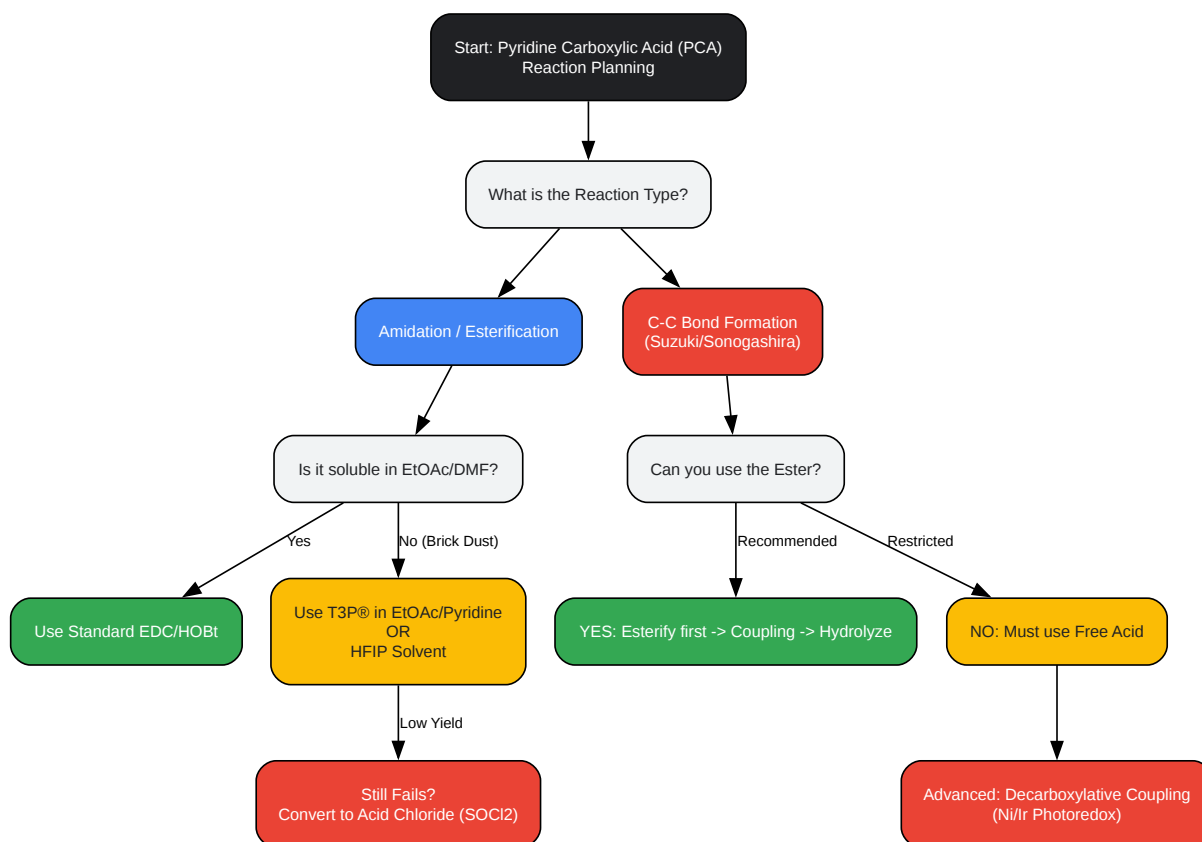 Start: Pyridine Carboxylic Acid (PCA)
Reaction Planning
What is the Reaction Type?
Amidation / Esterification
C-C Bond Formation
(Suzuki/Sonogashira)
Is it soluble in EtOAc/DMF?
Can you use the Ester?
Yes
No (Brick Dust)
Recommended
Restricted
Use Standard EDC/HOBt
Use T3P® in EtOAc/Pyridine
OR
HFIP Solvent
YES: Esterify first -> Coupling -> Hydrolyze
NO: Must use Free Acid
Low Yield
Still Fails?
Convert to Acid Chloride (SOCl2)
Advanced: Decarboxylative Coupling
(Ni/Ir Photoredox)